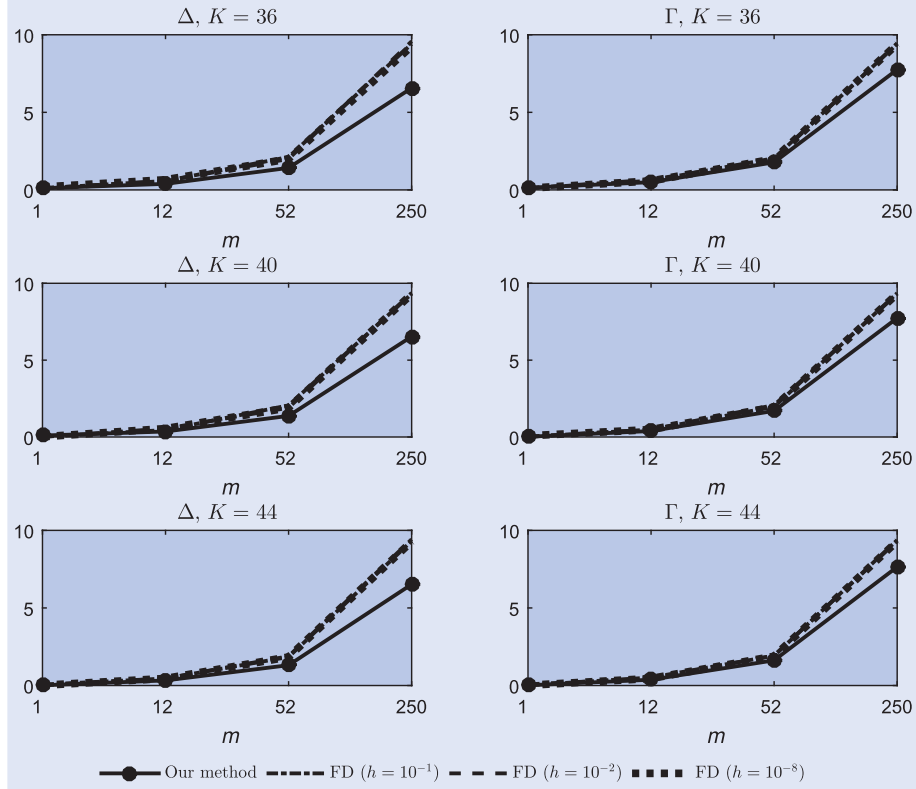 Δ, K = 36
Γ, K = 36
10
5
0
1 12 52 250
m
10
5
0
1 12 52 250
m
Δ, K = 40
Γ, K = 40
10
5
0
1 12 52 250
m
10
5
0
1 12 52 250
m
Δ, K = 44
Γ, K = 44
10
5
0
1 12 52 250
m
10
5
0
1 12 52 250
m
Our method FD (h = 10⁻¹) FD (h = 10⁻²) FD (h = 10⁻⁸)